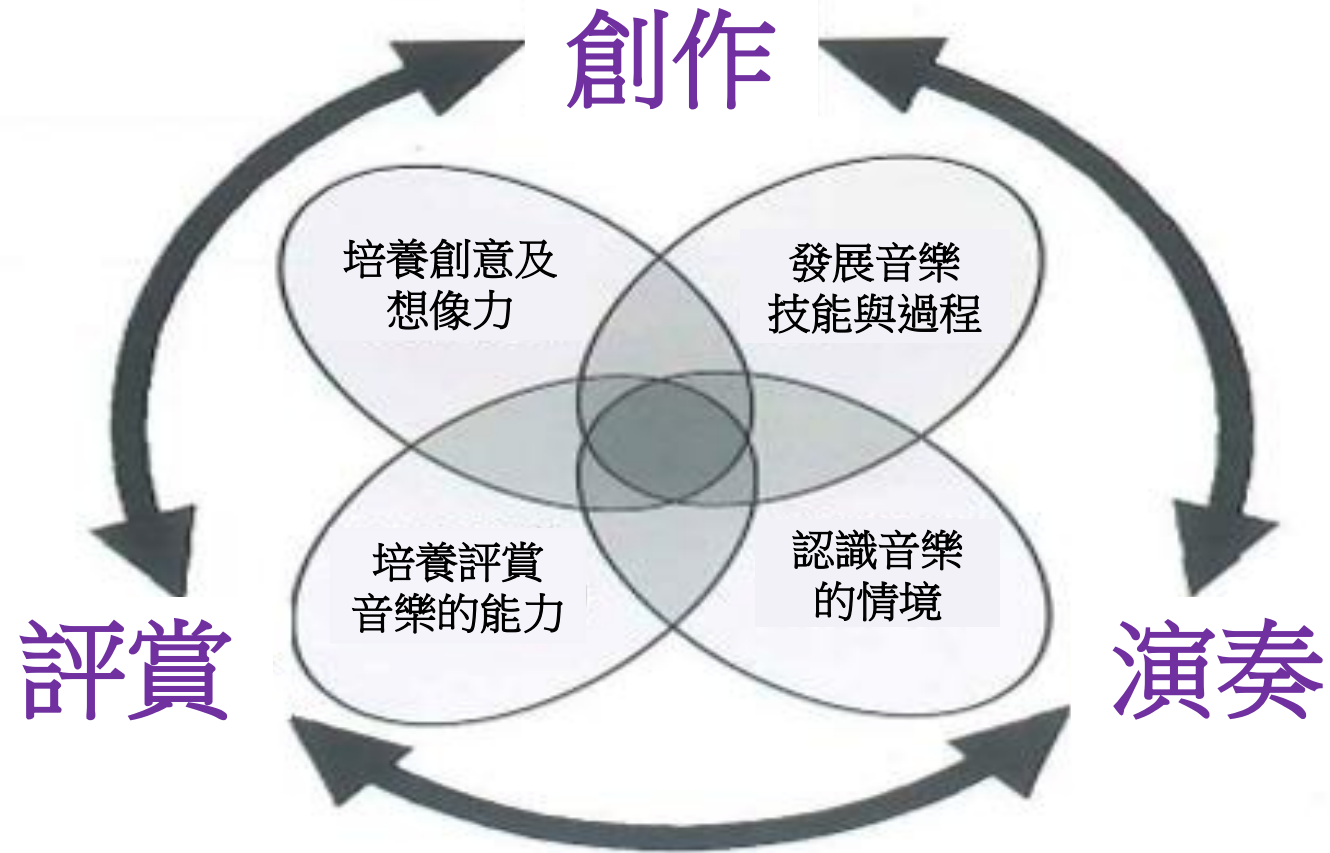 創作
培養創意及
想像力
發展音樂
技能與過程
培養評賞
音樂的能力
認識音樂
的情境
評賞
演奏